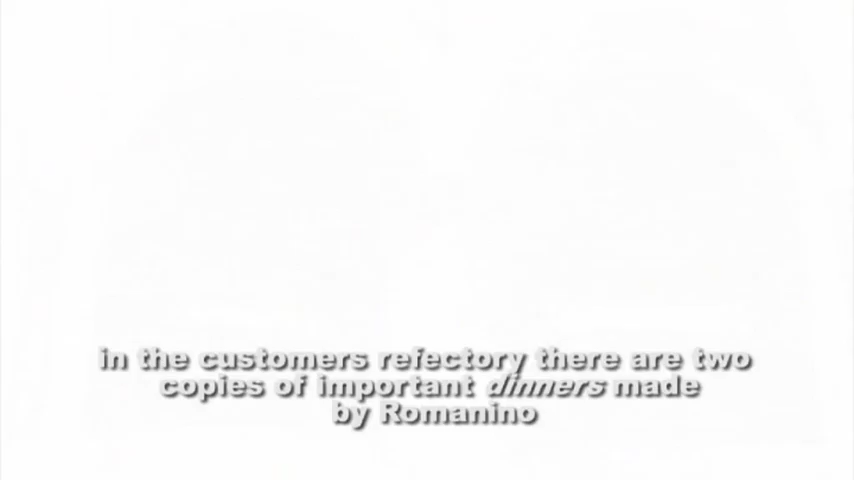 in the customers refectory there are two
copies of important dinners made
by Romanino